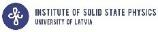 INSTITUTE OF SOLID STATE PHYSICS
UNIVERSITY OF LATVIA